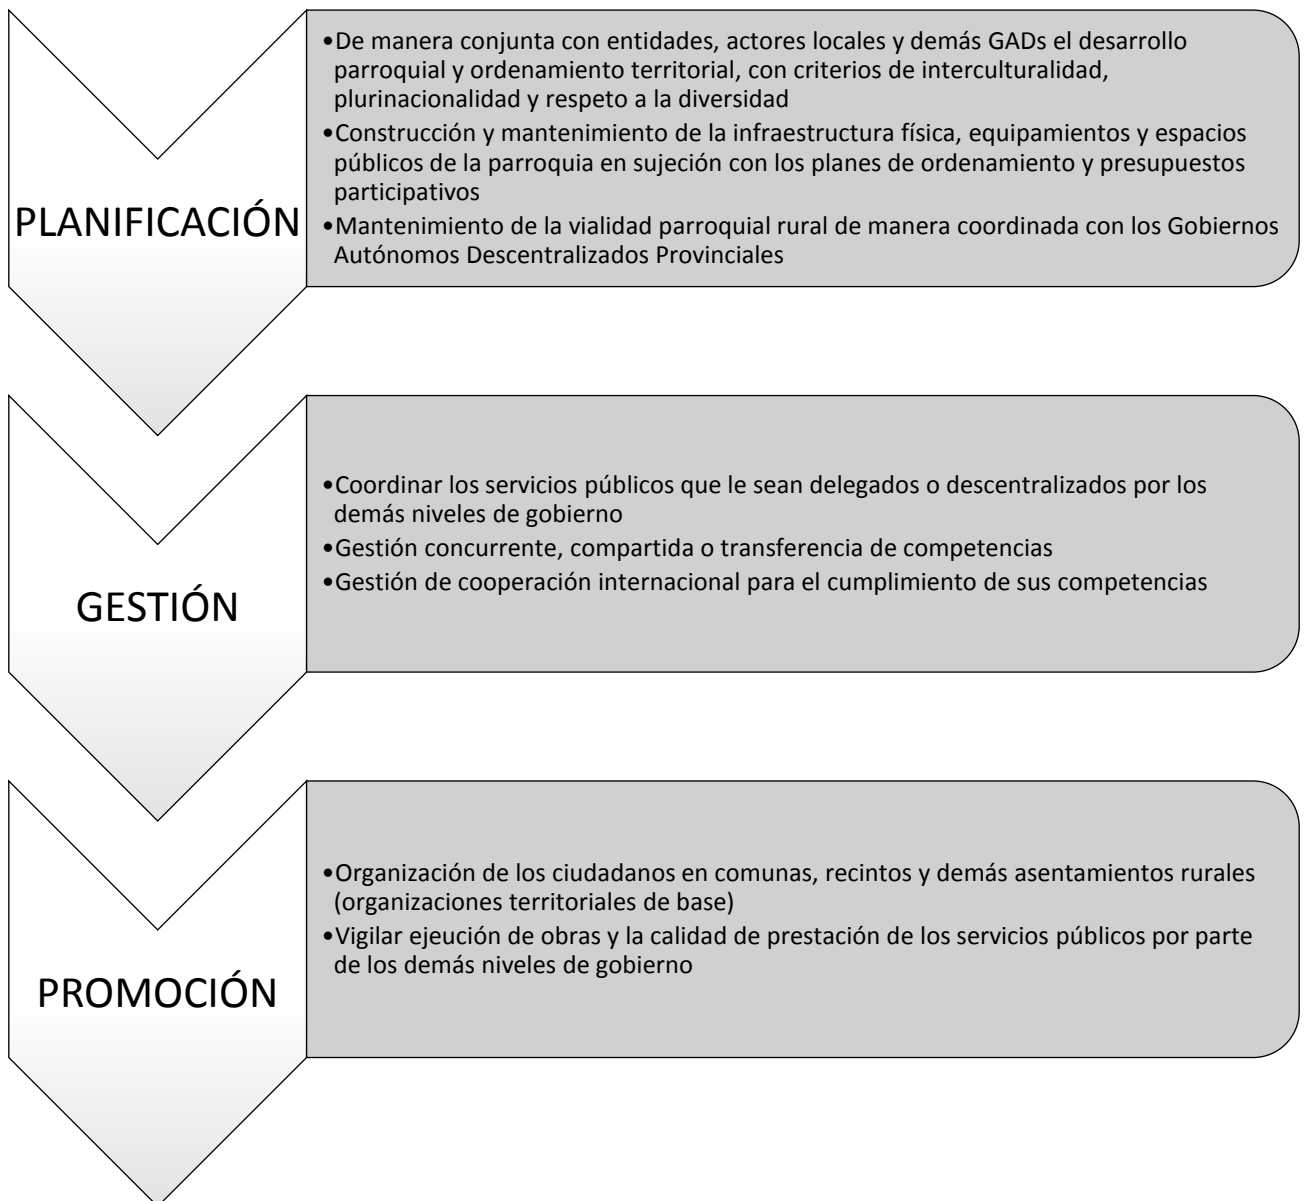 PLANIFICACIÓN
•De manera conjunta con entidades, actores locales y demás GADs el desarrollo
parroquial y ordenamiento territorial, con criterios de interculturalidad,
plurinacionalidad y respeto a la diversidad
•Construcción y mantenimiento de la infraestructura física, equipamientos y espacios
públicos de la parroquia en sujeción con los planes de ordenamiento y presupuestos
participativos
•Mantenimiento de la vialidad parroquial rural de manera coordinada con los Gobiernos
Autónomos Descentralizados Provinciales
GESTIÓN
•Coordinar los servicios públicos que le sean delegados o descentralizados por los
demás niveles de gobierno
•Gestión concurrente, compartida o transferencia de competencias
•Gestión de cooperación internacional para el cumplimiento de sus competencias
PROMOCIÓN
•Organización de los ciudadanos en comunas, recintos y demás asentamientos rurales
(organizaciones territoriales de base)
•Vigilar ejeución de obras y la calidad de prestación de los servicios públicos por parte
de los demás niveles de gobierno